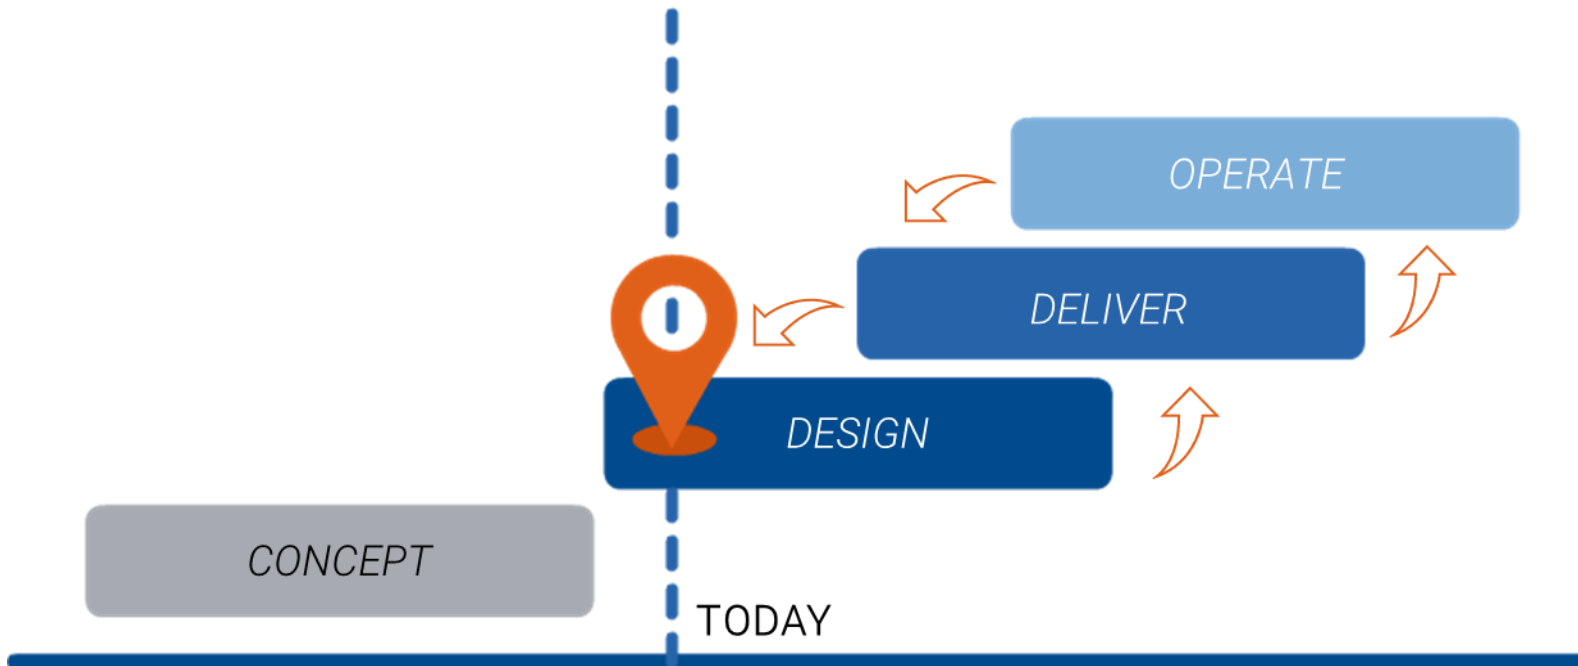 OPERATE
DELIVER
DESIGN
CONCEPT
TODAY